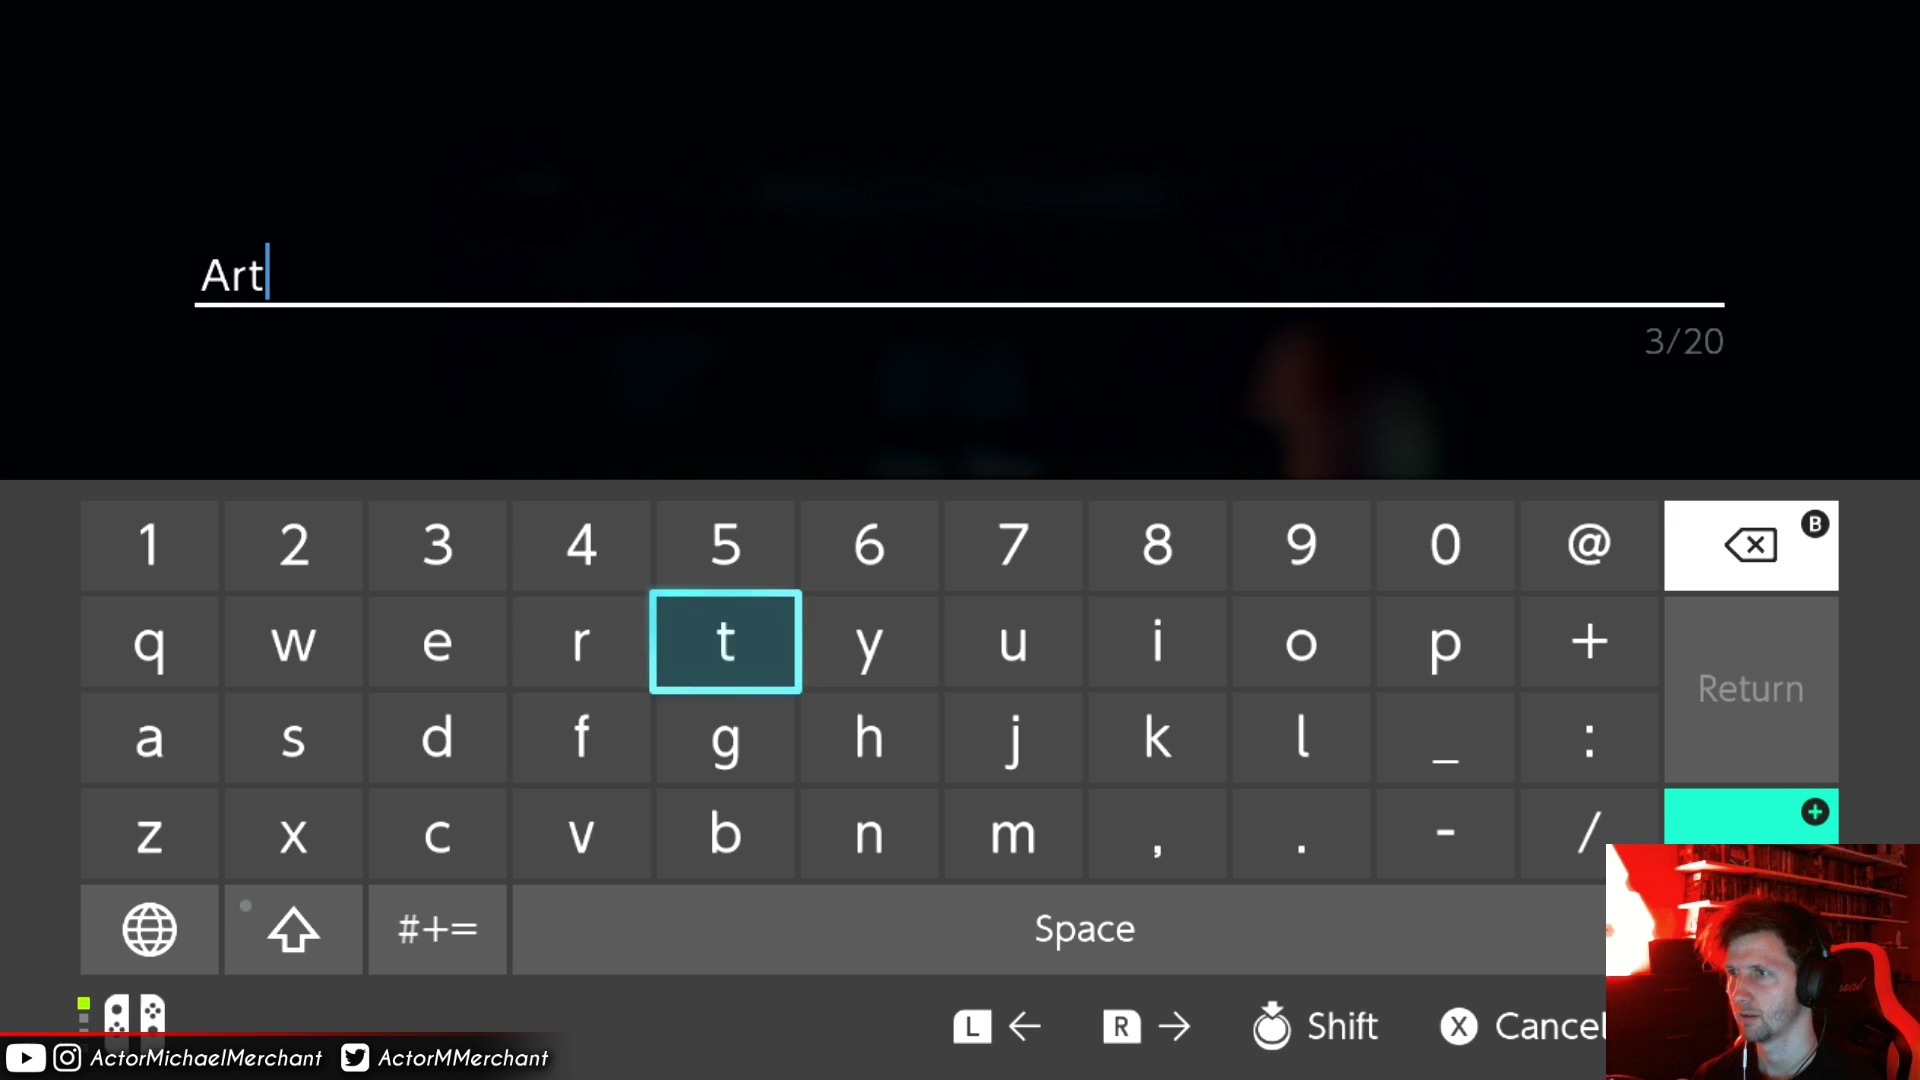 Art
3/20
1 2 3 4 5 6 7 8 9 0 @ B
q w e r t y u i o p +
Return
a s d f g h j k l _ :
z x c v b n m , . - /
#+= Space
L ← R → Shift X Cancel
ActorMichaelMerchant ActorMMerchant